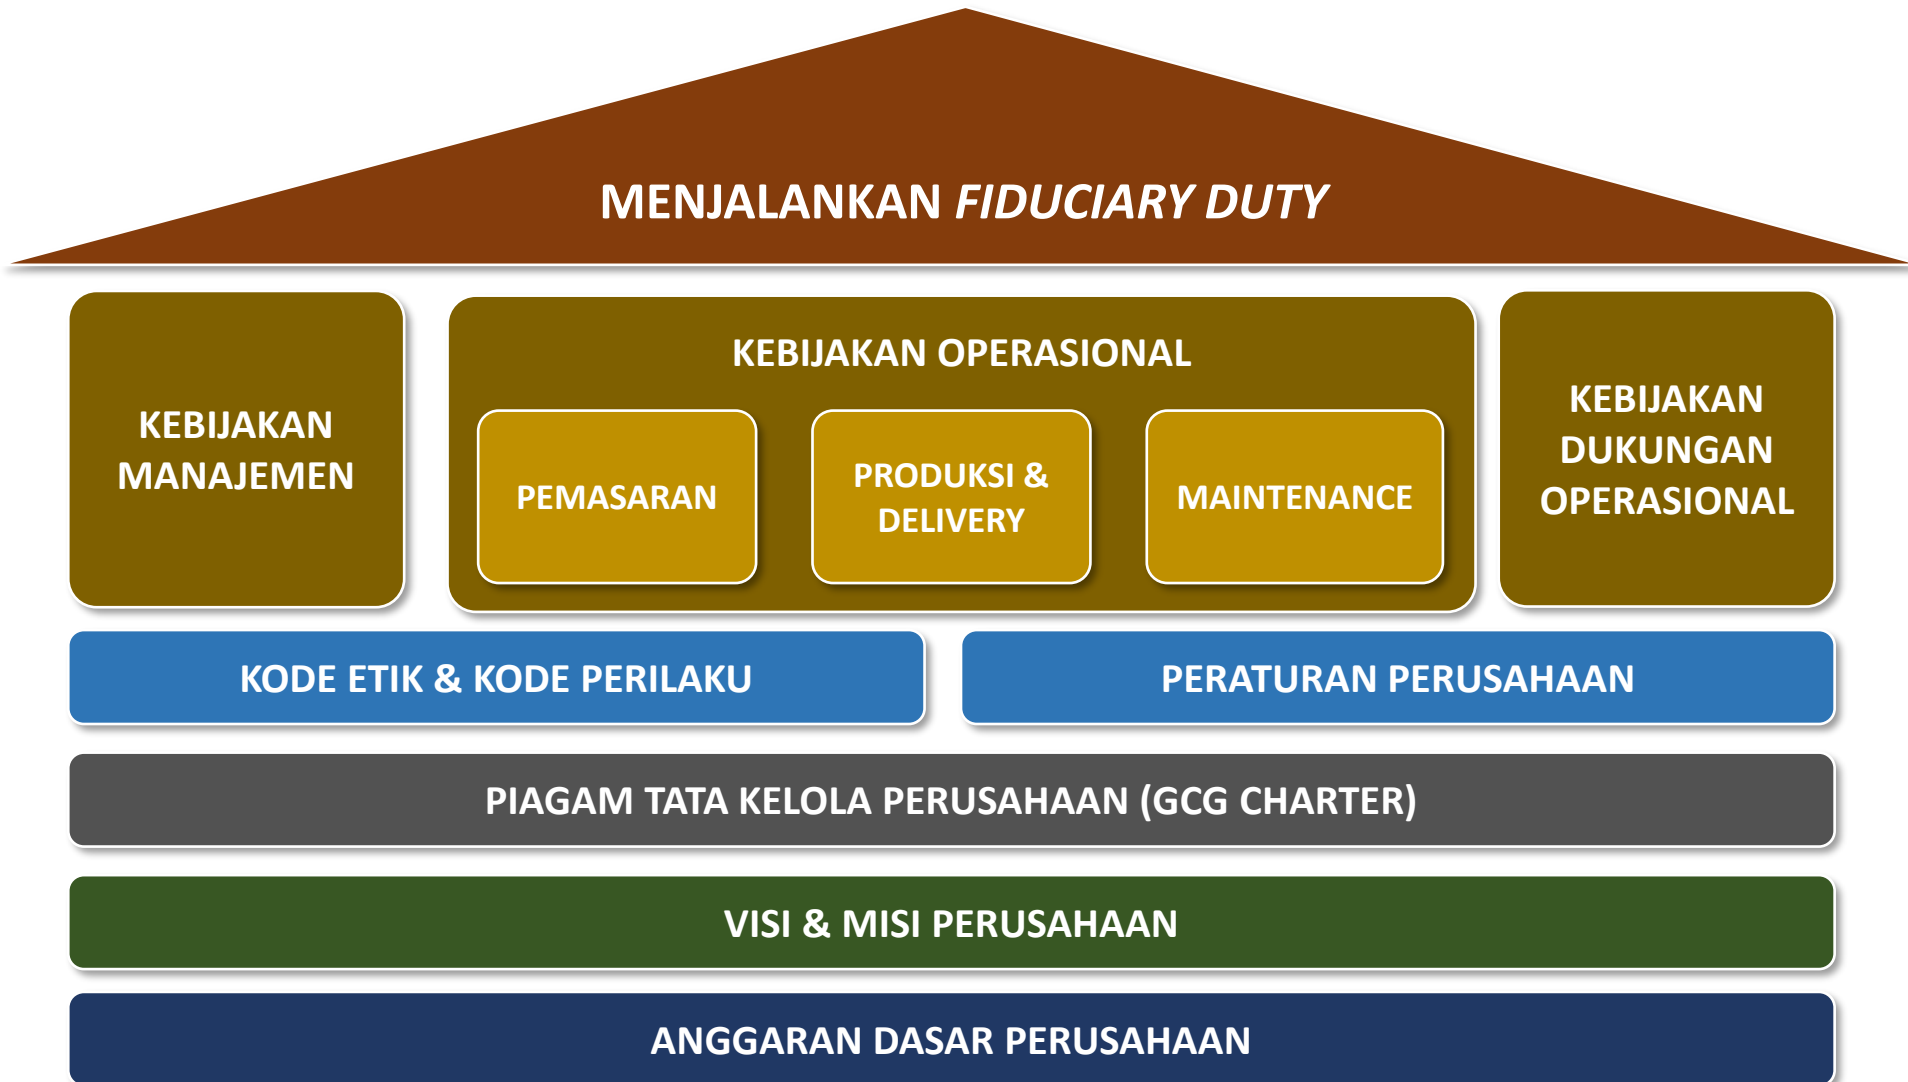 MENJALANKAN FIDUCIARY DUTY
KEBIJAKAN
MANAJEMEN
KEBIJAKAN OPERASIONAL
PEMASARAN
PRODUKSI &
DELIVERY
MAINTENANCE
KEBIJAKAN
DUKUNGAN
OPERASIONAL
KODE ETIK & KODE PERILAKU
PERATURAN PERUSAHAAN
PIAGAM TATA KELOLA PERUSAHAAN (GCG CHARTER)
VISI & MISI PERUSAHAAN
ANGGARAN DASAR PERUSAHAAN